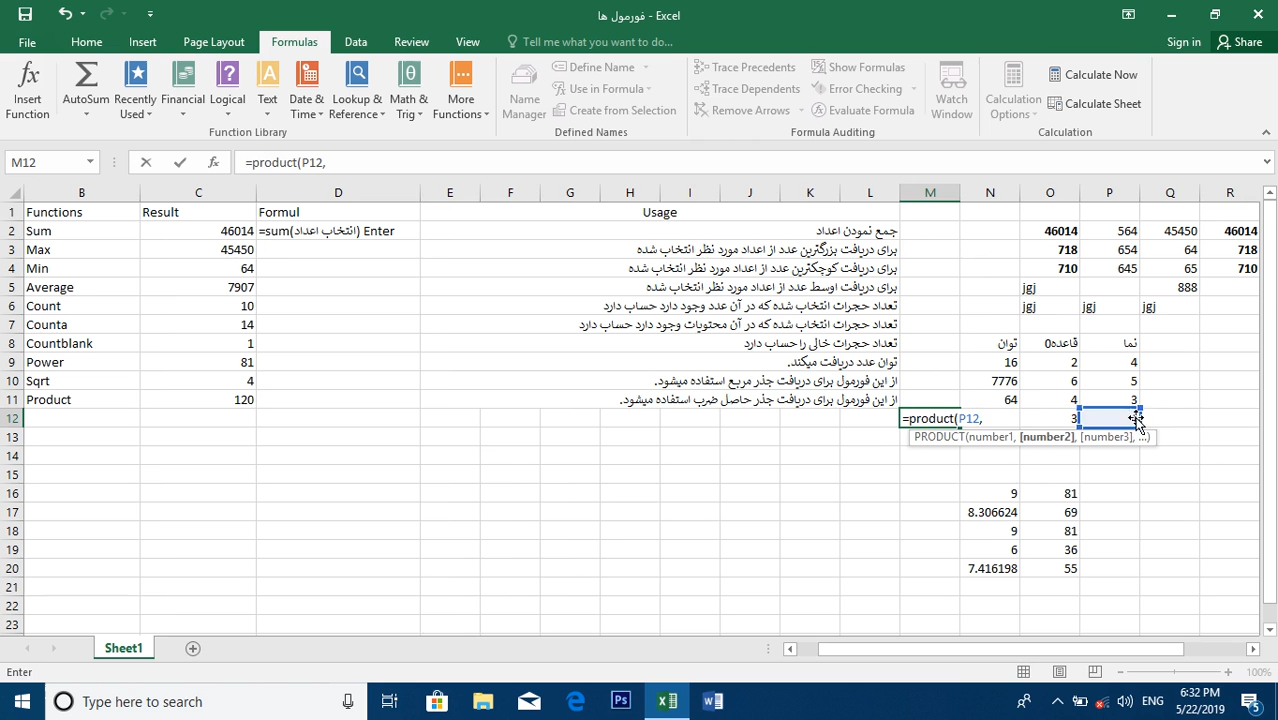 فورمول ها - Excel
File Home Insert Page Layout Formulas Data Review View Tell me what you want to do... Sign in Share
Insert Function
AutoSum
Recently Used
Financial
Logical
Text
Date & Time
Lookup & Reference
Math & Trig
More Functions
Function Library
Name Manager
Define Name
Use in Formula
Create from Selection
Defined Names
Trace Precedents
Trace Dependents
Remove Arrows
Show Formulas
Error Checking
Evaluate Formula
Formula Auditing
Watch Window
Calculation Options
Calculate Now
Calculate Sheet
Calculation
M12 fx =product(P12,
B C D E F G H I J K L M N O P Q R
1 Functions Result Formul Usage
2 Sum 46014 =sum(انتخاب اعداد) Enter جمع نمودن اعداد 46014 564 45450 46014
3 Max 45450 برای دریافت بزرگترین عدد از اعداد مورد نظر انتخاب شده 718 654 64 718
4 Min 64 برای دریافت کوچکترین عدد از اعداد مورد نظر انتخاب شده 710 645 65 710
5 Average 7907 برای دریافت اوسط عدد از اعداد مورد نظر انتخاب شده jgj 888
6 Count 10 تعداد حجرات انتخاب شده که در آن عدد وجود دارد حساب دارد jgj jgj jgj
7 Counta 14 تعداد حجرات انتخاب شده که در آن محتویات وجود دارد حساب دارد
8 Countblank 1 تعداد حجرات خالی را حساب دارد توان قاعده0 نما
9 Power 81 توان عدد دریافت میکند. 16 2 4
10 Sqrt 4 از این فورمول برای دریافت جذر مربع استفاده میشود. 7776 6 5
11 Product 120 از این فورمول برای دریافت جذر حاصل ضرب استفاده میشود. 64 4 3
12 =product(P12, 3
PRODUCT(number1, [number2], [number3], ...)
13
14
15
16 9 81
17 8.306624 69
18 9 81
19 6 36
20 7.416198 55
21
22
23
Sheet1
Enter 100%
Type here to search ENG 6:32 PM
5/22/2019 5